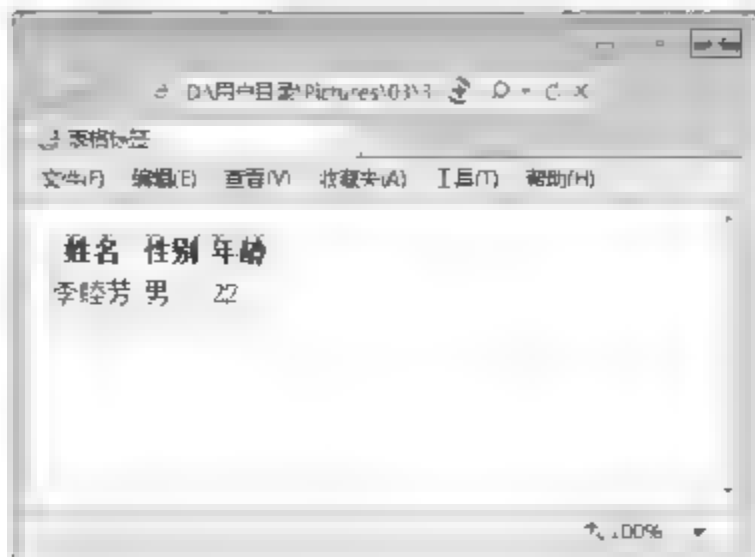 D:\用户目录\Pictures\03\3
表格标签
文件(F) 编辑(E) 查看(V) 收藏夹(A) 工具(T) 帮助(H)
姓名 性别 年龄
李睦芳 男 22
100%